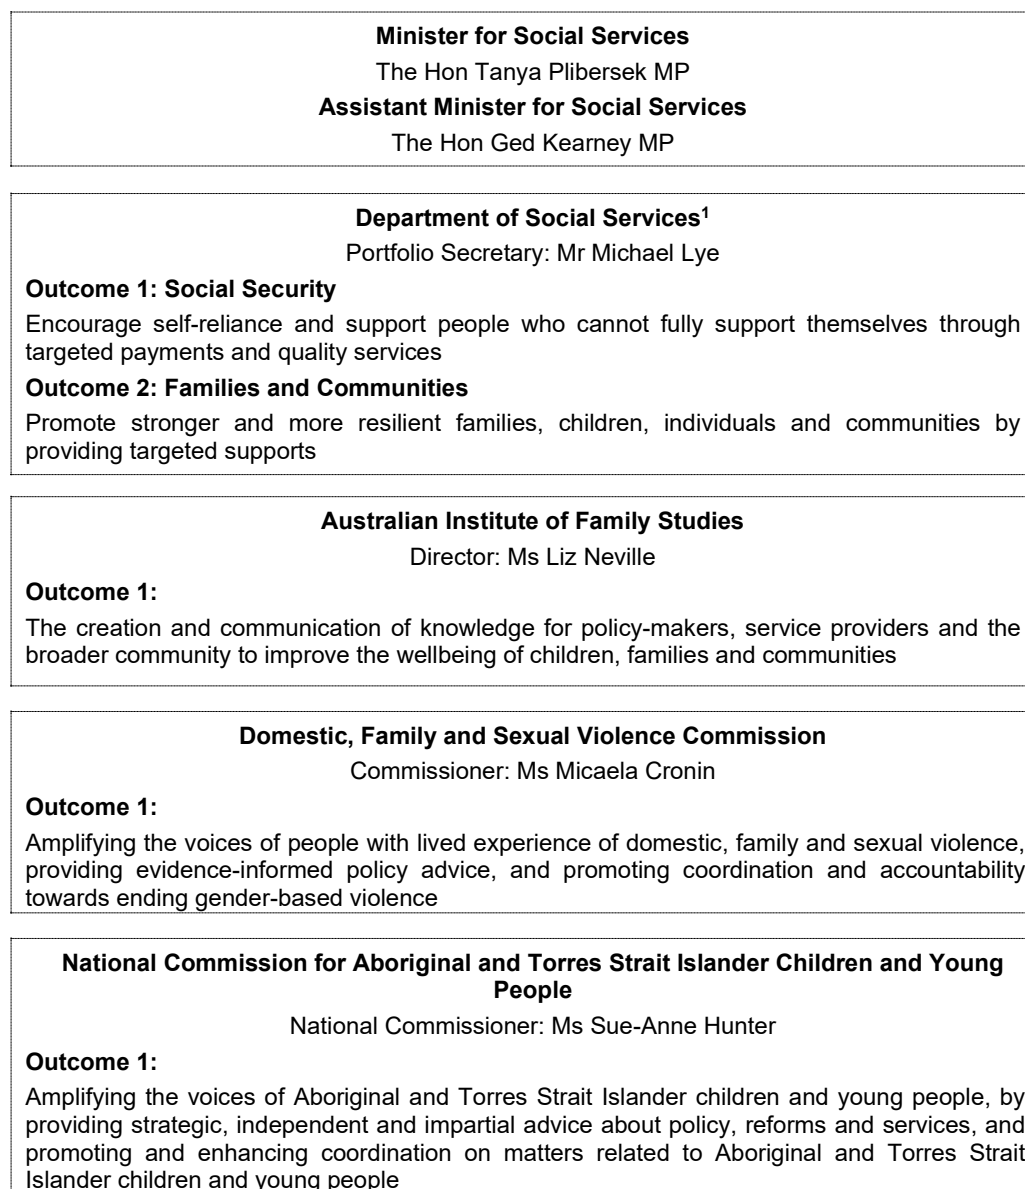 Minister for Social Services
The Hon Tanya Plibersek MP
Assistant Minister for Social Services
The Hon Ged Kearney MP
Department of Social Services¹
Portfolio Secretary: Mr Michael Lye
Outcome 1: Social Security
Encourage self-reliance and support people who cannot fully support themselves through
targeted payments and quality services
Outcome 2: Families and Communities
Promote stronger and more resilient families, children, individuals and communities by
providing targeted supports
Australian Institute of Family Studies
Director: Ms Liz Neville
Outcome 1:
The creation and communication of knowledge for policy-makers, service providers and the
broader community to improve the wellbeing of children, families and communities
Domestic, Family and Sexual Violence Commission
Commissioner: Ms Micaela Cronin
Outcome 1:
Amplifying the voices of people with lived experience of domestic, family and sexual violence,
providing evidence-informed policy advice, and promoting coordination and accountability
towards ending gender-based violence
National Commission for Aboriginal and Torres Strait Islander Children and Young
People
National Commissioner: Ms Sue-Anne Hunter
Outcome 1:
Amplifying the voices of Aboriginal and Torres Strait Islander children and young people, by
providing strategic, independent and impartial advice about policy, reforms and services, and
promoting and enhancing coordination on matters related to Aboriginal and Torres Strait
Islander children and young people